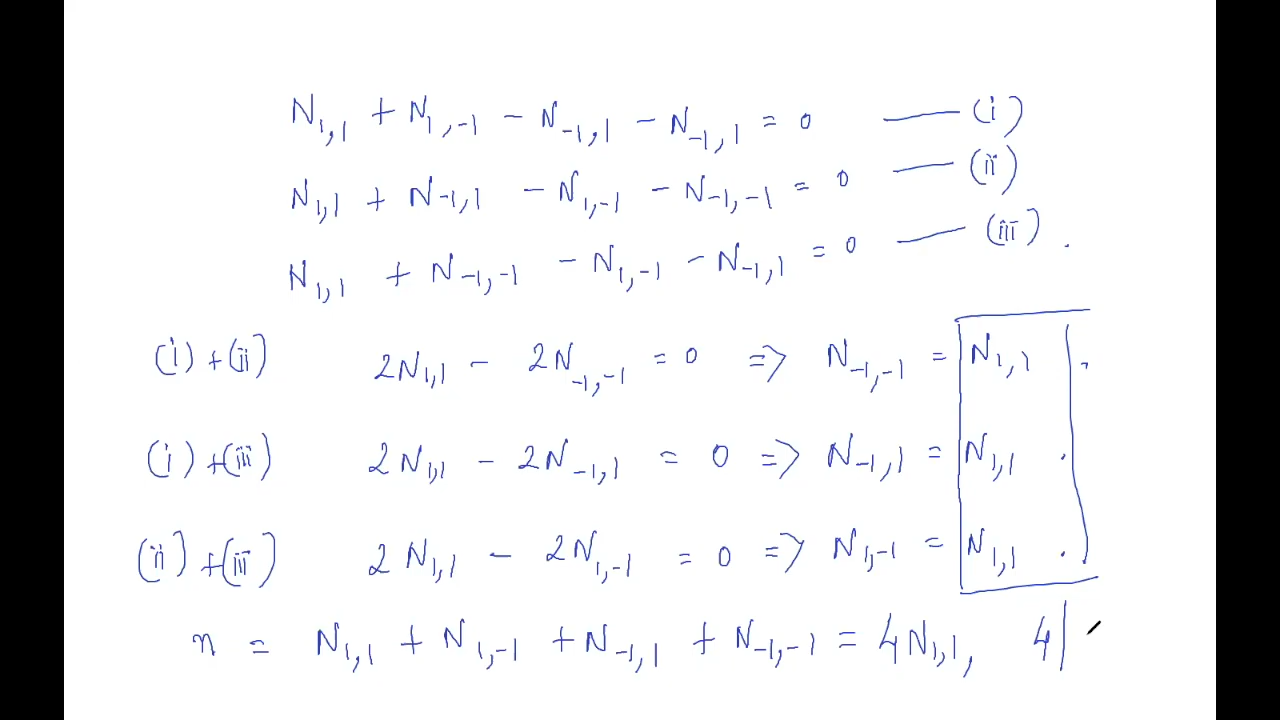 N₁,₁ + N₁,₋₁ − N₋₁,₁ − N₋₁,₁ = 0 —— (i)
N₁,₁ + N₋₁,₁ − N₁,₋₁ − N₋₁,₋₁ = 0 —— (ii)
N₁,₁ + N₋₁,₋₁ − N₁,₋₁ − N₋₁,₁ = 0 —— (iii) .
(i) + (ii) 2N₁,₁ − 2N₋₁,₋₁ = 0 => N₋₁,₋₁ = N₁,₁ .
(i) + (iii) 2N₁,₁ − 2N₋₁,₁ = 0 => N₋₁,₁ = N₁,₁ .
(ii) + (iii) 2N₁,₁ − 2N₁,₋₁ = 0 => N₁,₋₁ = N₁,₁ .
n = N₁,₁ + N₁,₋₁ + N₋₁,₁ + N₋₁,₋₁ = 4N₁,₁, 4|